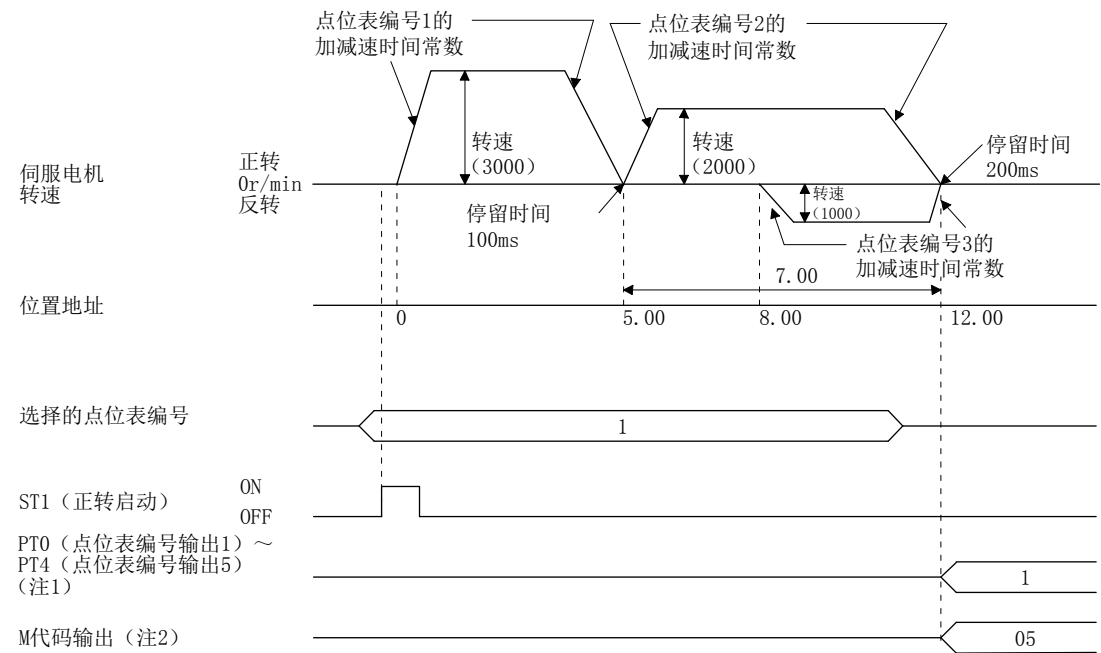 点位表编号1的
加减速时间常数
点位表编号2的
加减速时间常数
伺服电机
转速
正转
0r/min
反转
转速
(3000)
停留时间
100ms
转速
(2000)
停留时间
200ms
转速
(1000)
点位表编号3的
加减速时间常数
7.00
位置地址
0
5.00
8.00
12.00
选择的点位表编号
1
ST1（正转启动）
ON
OFF
PT0（点位表编号输出1）～
PT4（点位表编号输出5）
（注1）
1
M代码输出（注2）
05